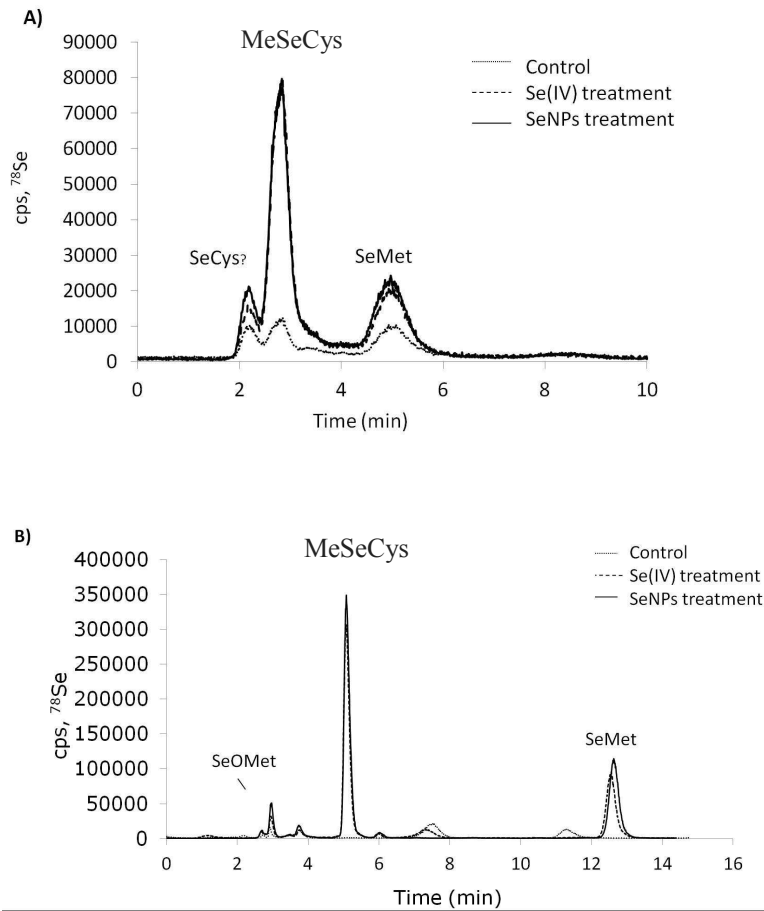 A)
MeSeCys
Control
Se(IV) treatment
SeNPs treatment
90000
80000
70000
60000
50000
40000
30000
20000
10000
0
cps, ⁷⁸Se
SeCys?
SeMet
0 2 4 6 8 10
Time (min)
B)
MeSeCys
Control
Se(IV) treatment
SeNPs treatment
400000
350000
300000
250000
200000
150000
100000
50000
0
cps, ⁷⁸Se
SeOMet
SeMet
0 2 4 6 8 10 12 14 16
Time (min)